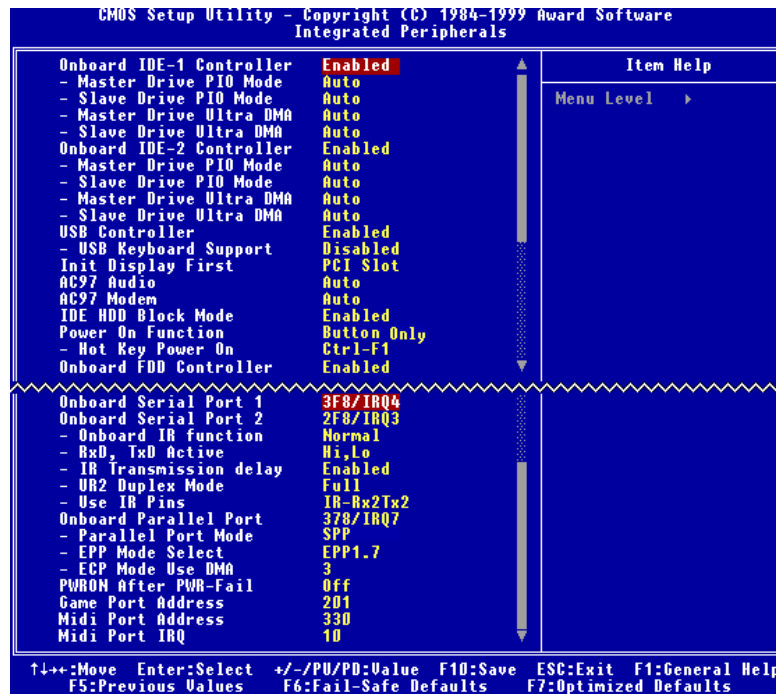 CMOS Setup Utility - Copyright (C) 1984-1999 Award Software
Integrated Peripherals
Onboard IDE-1 Controller Enabled
- Master Drive PIO Mode Auto
- Slave Drive PIO Mode Auto
- Master Drive Ultra DMA Auto
- Slave Drive Ultra DMA Auto
Onboard IDE-2 Controller Enabled
- Master Drive PIO Mode Auto
- Slave Drive PIO Mode Auto
- Master Drive Ultra DMA Auto
- Slave Drive Ultra DMA Auto
USB Controller Enabled
- USB Keyboard Support Disabled
Init Display First PCI Slot
AC97 Audio Auto
AC97 Modem Auto
IDE HDD Block Mode Enabled
Power On Function Button Only
- Hot Key Power On Ctrl-F1
Onboard FDD Controller Enabled
Onboard Serial Port 1 3F8/IRQ4
Onboard Serial Port 2 2F8/IRQ3
- Onboard IR function Normal
- RxD, TxD Active Hi,Lo
- IR Transmission delay Enabled
- UR2 Duplex Mode Full
- Use IR Pins IR-Rx2Tx2
Onboard Parallel Port 378/IRQ7
- Parallel Port Mode SPP
- EPP Mode Select EPP1.7
- ECP Mode Use DMA 3
PWRON After PWR-Fail Off
Game Port Address 201
Midi Port Address 330
Midi Port IRQ 10
Item Help
Menu Level ▸
↑↓→←:Move Enter:Select +/-/PU/PD:Value F10:Save ESC:Exit F1:General Help
F5:Previous Values F6:Fail-Safe Defaults F7:Optimized Defaults